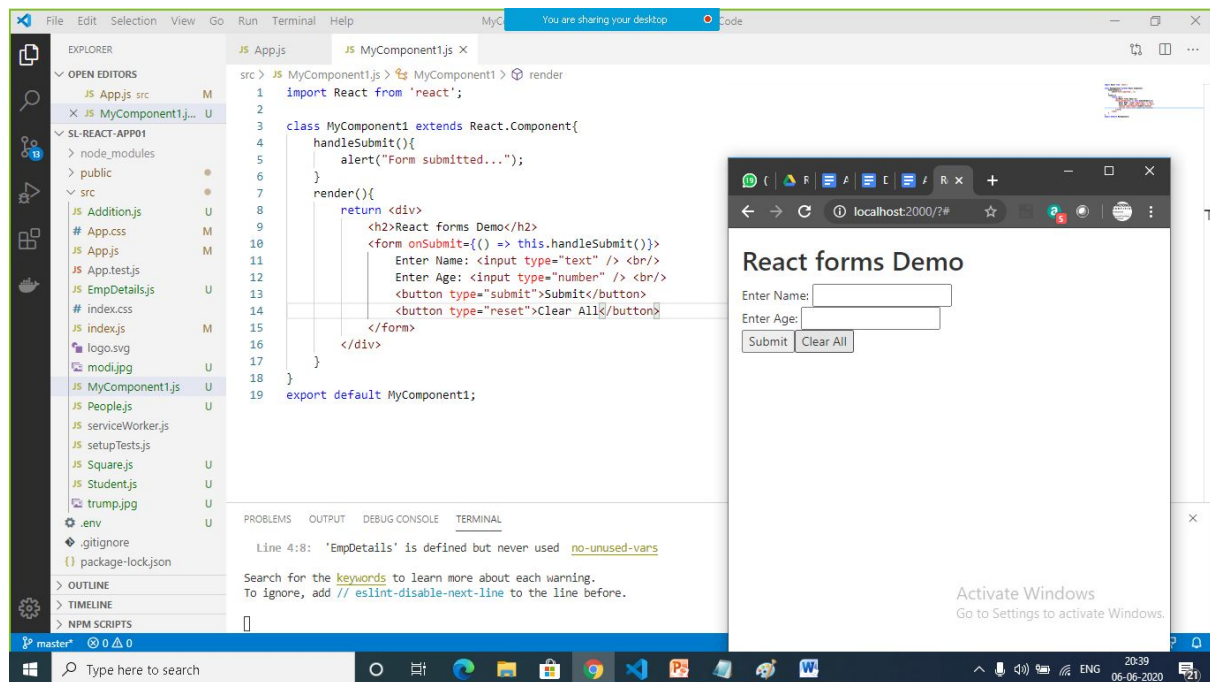 File Edit Selection View Go Run Terminal Help
You are sharing your desktop
Code
EXPLORER
OPEN EDITORS
JS App.js src M
JS MyComponent1.j... U
SL-REACT-APP01
node_modules
public
src
JS Addition.js U
# App.css M
JS App.js M
JS App.test.js
JS EmpDetails.js U
# index.css
JS index.js M
logo.svg
modi.jpg U
JS MyComponent1.js U
JS People.js U
JS serviceWorker.js
JS setupTests.js
JS Square.js U
JS Student.js U
trump.jpg U
.env U
.gitignore
{} package-lock.json
OUTLINE
TIMELINE
NPM SCRIPTS
13
JS App.js JS MyComponent1.js
src > JS MyComponent1.js > MyComponent1 > render
1 import React from 'react';
2
3 class MyComponent1 extends React.Component{
4 handleSubmit(){
5 alert("Form submitted...");
6 }
7 render(){
8 return <div>
9 <h2>React forms Demo</h2>
10 <form onSubmit={() => this.handleSubmit()}>
11 Enter Name: <input type="text" /> <br/>
12 Enter Age: <input type="number" /> <br/>
13 <button type="submit">Submit</button>
14 <button type="reset">Clear All</button>
15 </form>
16 </div>
17 }
18 }
19 export default MyComponent1;
PROBLEMS OUTPUT DEBUG CONSOLE TERMINAL
Line 4:8: 'EmpDetails' is defined but never used no-unused-vars
Search for the keywords to learn more about each warning.
To ignore, add // eslint-disable-next-line to the line before.
localhost:2000/?#
React forms Demo
Enter Name:
Enter Age:
Submit Clear All
Activate Windows
Go to Settings to activate Windows.
master* 0 0
Type here to search
ENG
20:39
06-06-2020
21